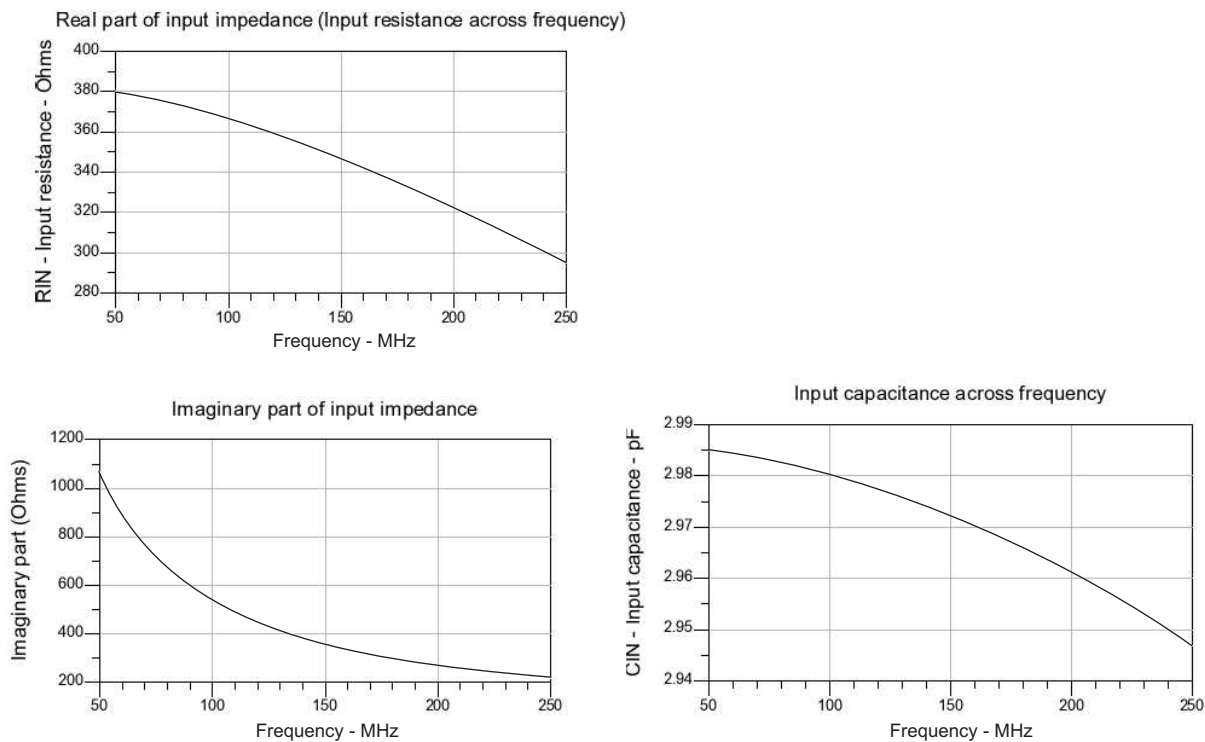 Real part of input impedance (Input resistance across frequency)
RIN - Input resistance - Ohms
400
380
360
340
320
300
280
50 100 150 200 250
Frequency - MHz
Imaginary part of input impedance
Imaginary part (Ohms)
1200
1000
800
600
400
200
50 100 150 200 250
Frequency - MHz
Input capacitance across frequency
CIN - Input capacitance - pF
2.99
2.98
2.97
2.96
2.95
2.94
50 100 150 200 250
Frequency - MHz